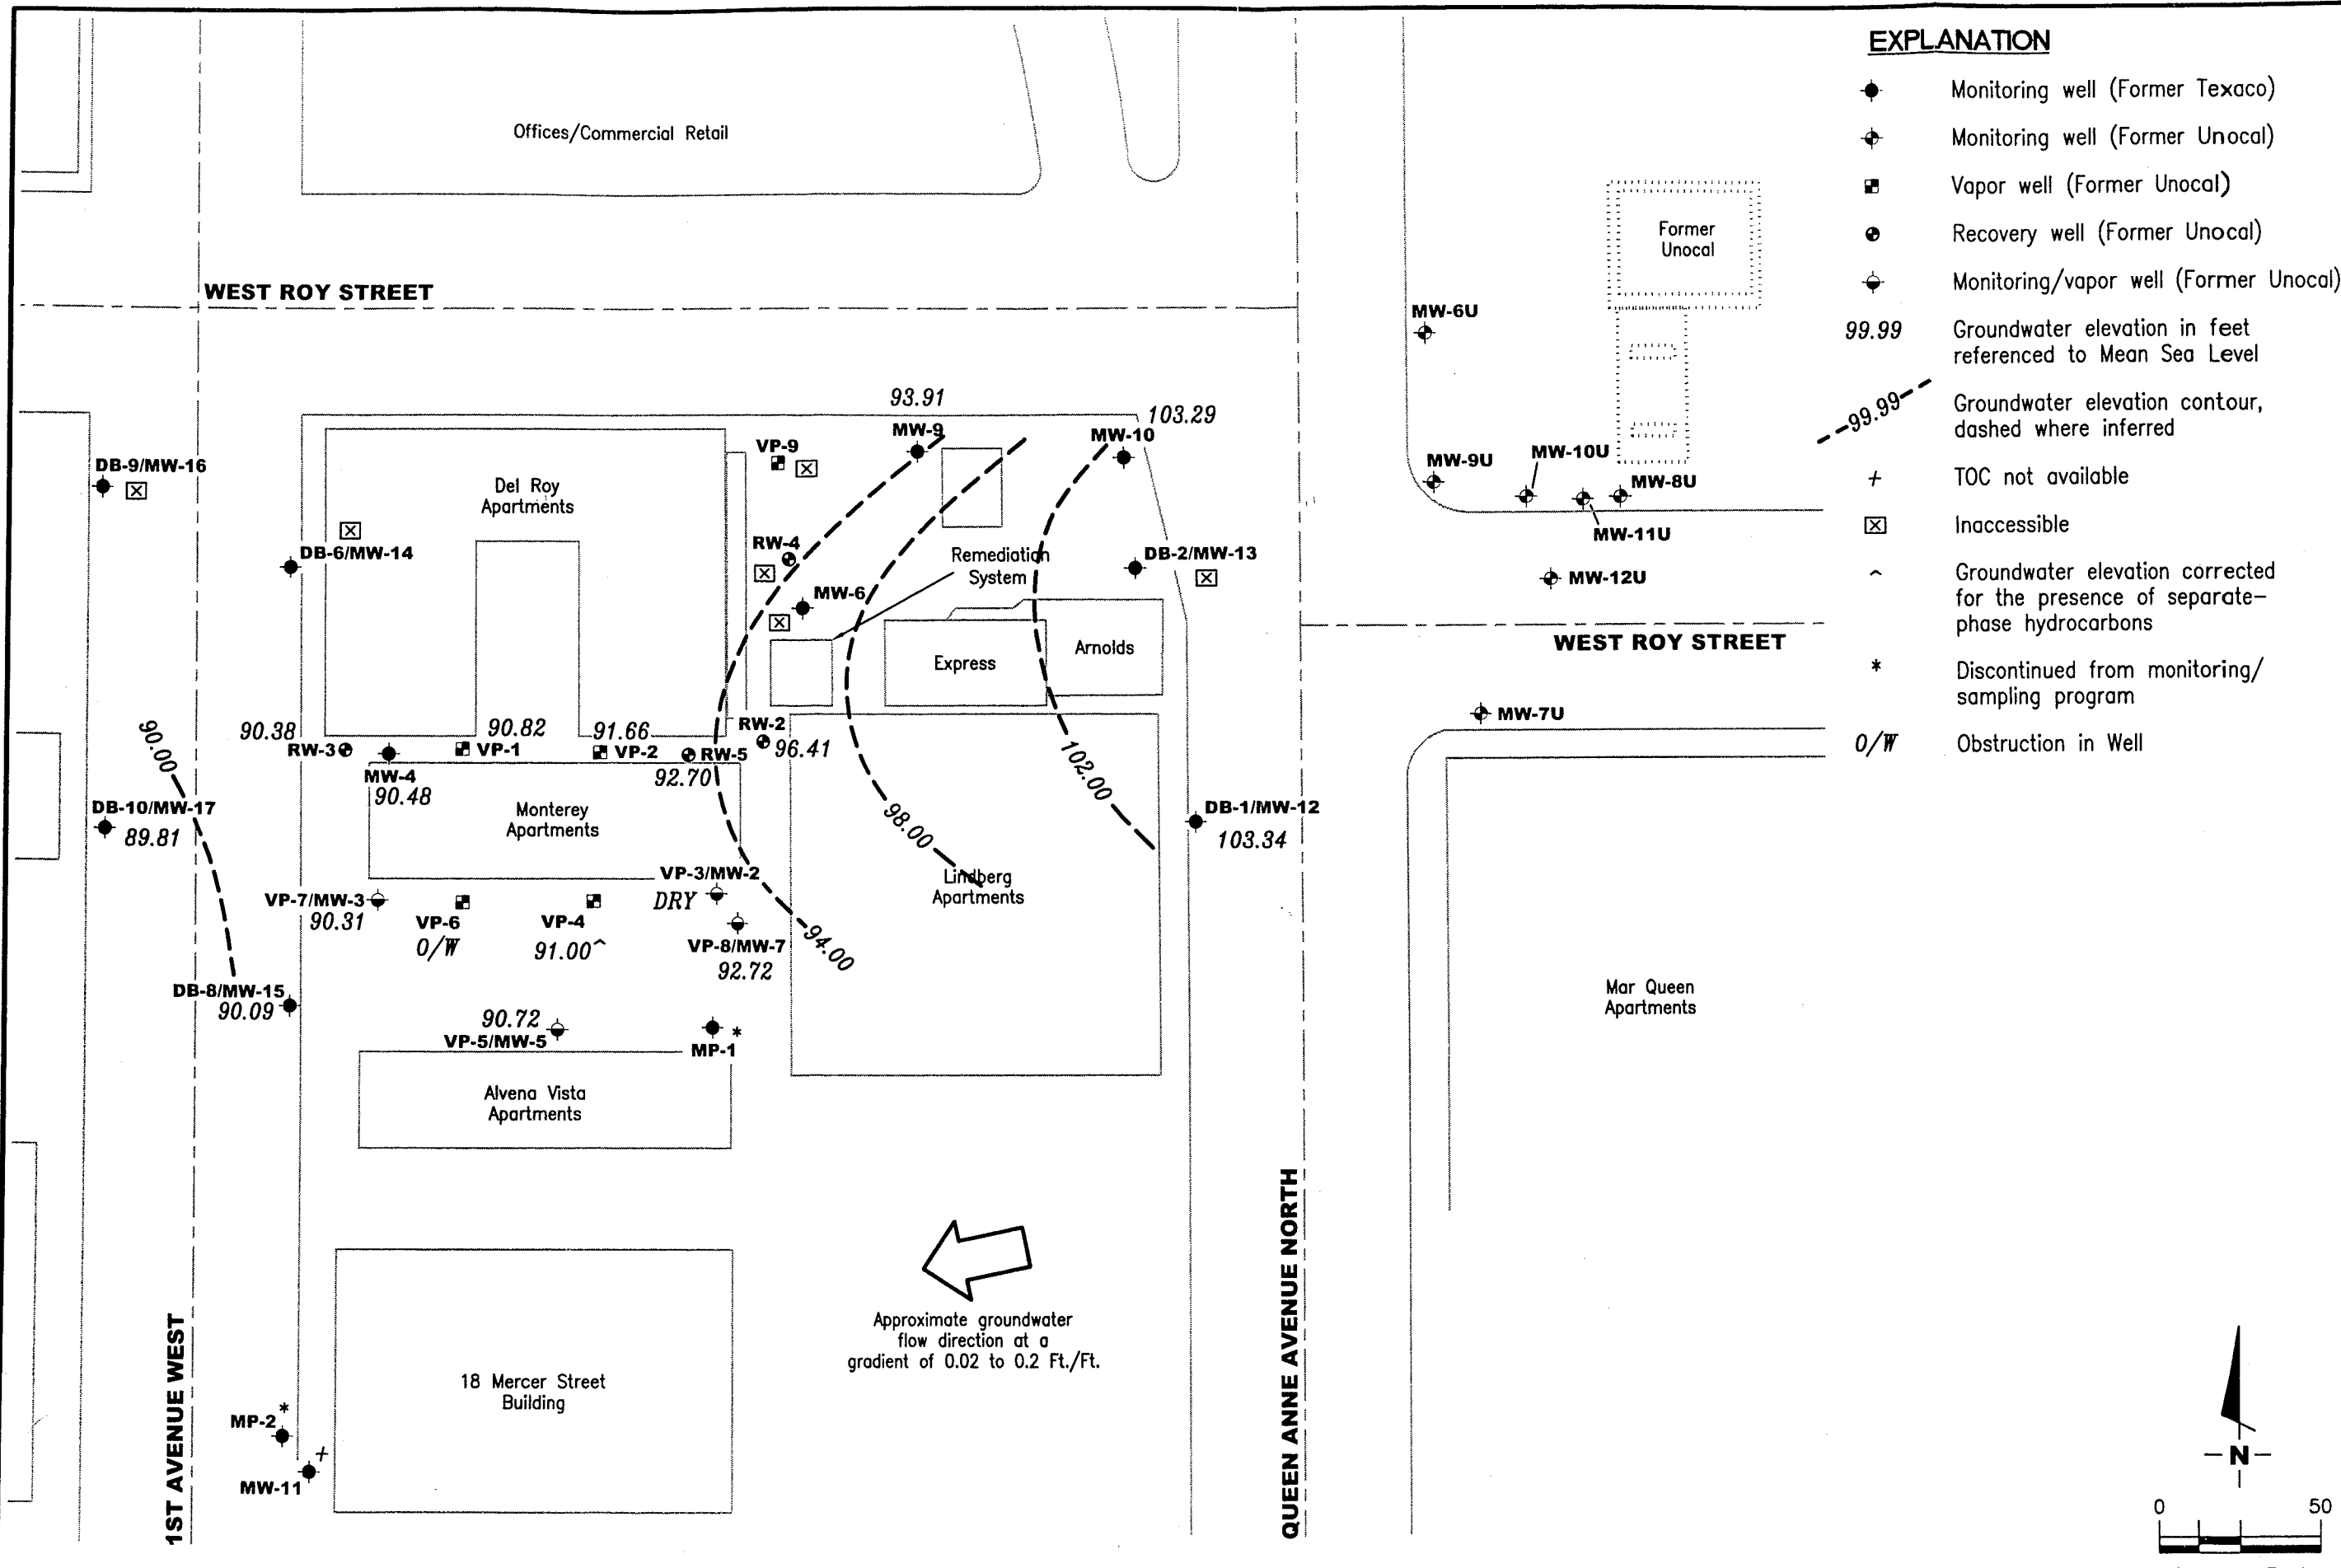 EXPLANATION
Monitoring well (Former Texaco)
Monitoring well (Former Unocal)
Vapor well (Former Unocal)
Recovery well (Former Unocal)
Monitoring/vapor well (Former Unocal)
99.99
Groundwater elevation in feet
referenced to Mean Sea Level
99.99
Groundwater elevation contour,
dashed where inferred
+
TOC not available
Inaccessible
^
Groundwater elevation corrected
for the presence of separate-
phase hydrocarbons
*
Discontinued from monitoring/
sampling program
O/W
Obstruction in Well
Offices/Commercial Retail
Former
Unocal
WEST ROY STREET
MW-6U
93.91
103.29
MW-9
MW-10
VP-9
DB-9/MW-16
MW-9U
MW-10U
MW-8U
Del Roy
Apartments
MW-11U
DB-6/MW-14
RW-4
Remediation
System
DB-2/MW-13
MW-12U
MW-6
WEST ROY STREET
Express
Arnolds
90.00
90.38
RW-3
MW-4
90.48
90.82
VP-1
91.66
VP-2
RW-5
92.70
RW-2
96.41
MW-7U
102.00
98.00
94.00
DB-10/MW-17
89.81
Monterey
Apartments
DB-1/MW-12
103.34
VP-3/MW-2
DRY
Lindberg
Apartments
VP-7/MW-3
90.31
VP-6
O/W
VP-4
91.00^
VP-8/MW-7
92.72
DB-8/MW-15
90.09
90.72
VP-5/MW-5
MP-1
*
Mar Queen
Apartments
Alvena Vista
Apartments
Approximate groundwater
flow direction at a
gradient of 0.02 to 0.2 Ft./Ft.
18 Mercer Street
Building
1ST AVENUE WEST
QUEEN ANNE AVENUE NORTH
*
MP-2
+
MW-11
N
0
50